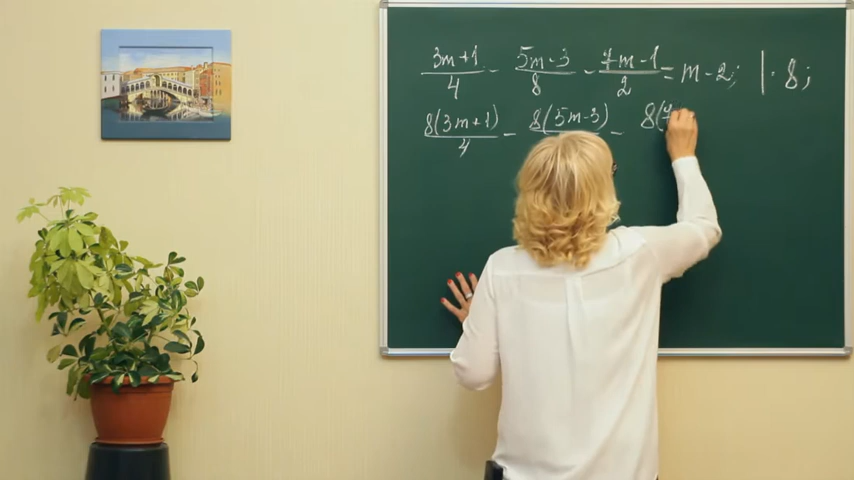 (3m+1)/4 - (5m-3)/8 - (7m-1)/2 = m-2; | · 8;
8(3m+1)/4 - 8(5m-3)/ - 8(7